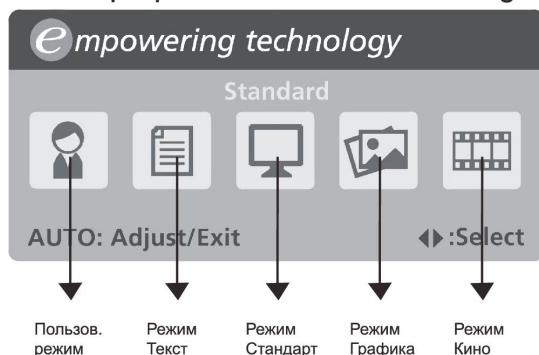 empowering technology
Standard
AUTO: Adjust/Exit ◀▶ :Select
Пользов. Режим Режим Режим Режим
режим Текст Стандарт Графика Кино